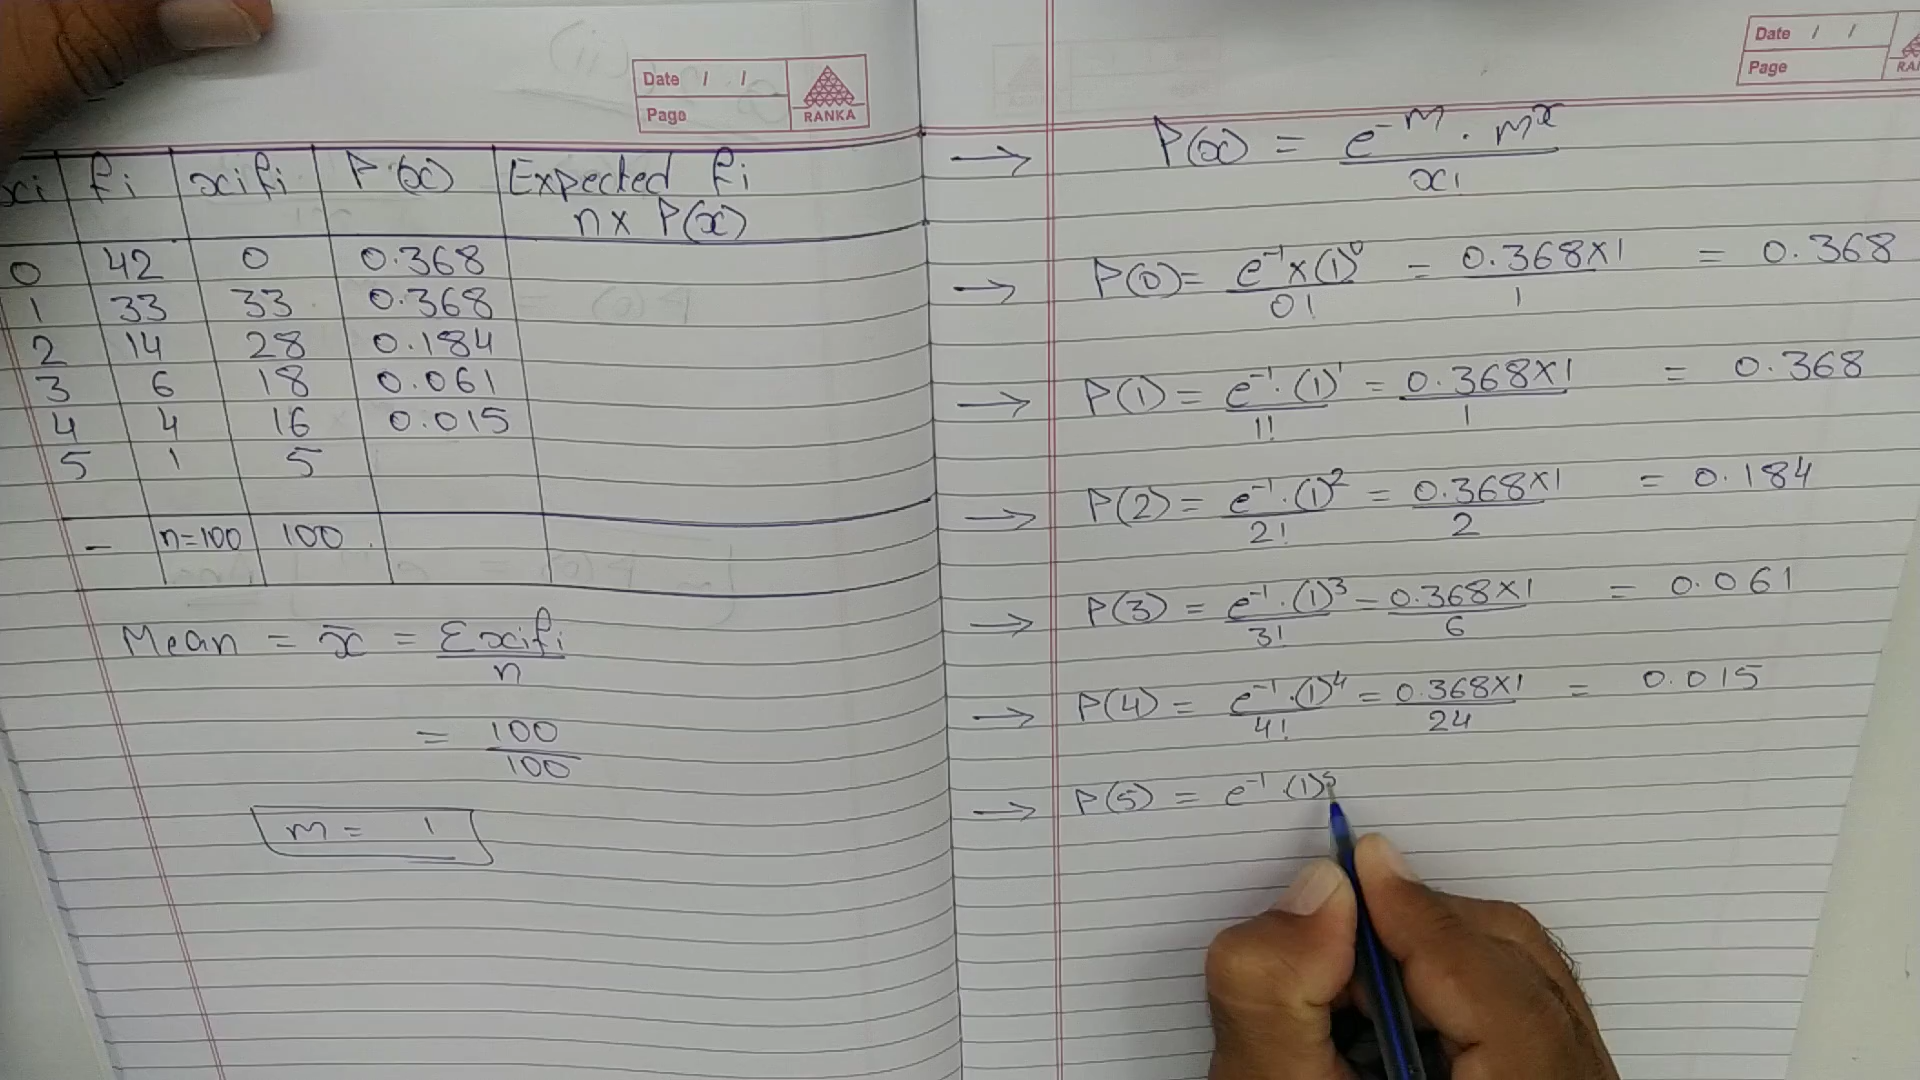 Date / /
Page
RANKA
xi fi xifi P(x) Expected fi
n x P(x)
0 42 0 0.368
1 33 33 0.368
2 14 28 0.184
3 6 18 0.061
4 4 16 0.015
5 1 5
- n=100 100
Mean = x̄ = Σxifi
n
= 100
100
m = 1
Date / /
Page
RA
→ P(x) = e⁻ᵐ . mˣ
x!
→ P(0) = e⁻¹ x (1)⁰ = 0.368x1 = 0.368
0! 1
→ P(1) = e⁻¹ . (1)¹ = 0.368x1 = 0.368
1! 1
→ P(2) = e⁻¹ . (1)² = 0.368x1 = 0.184
2! 2
→ P(3) = e⁻¹ . (1)³ = 0.368x1 = 0.061
3! 6
→ P(4) = e⁻¹ . (1)⁴ = 0.368x1 = 0.015
4! 24
→ P(5) = e⁻¹ . (1)⁵